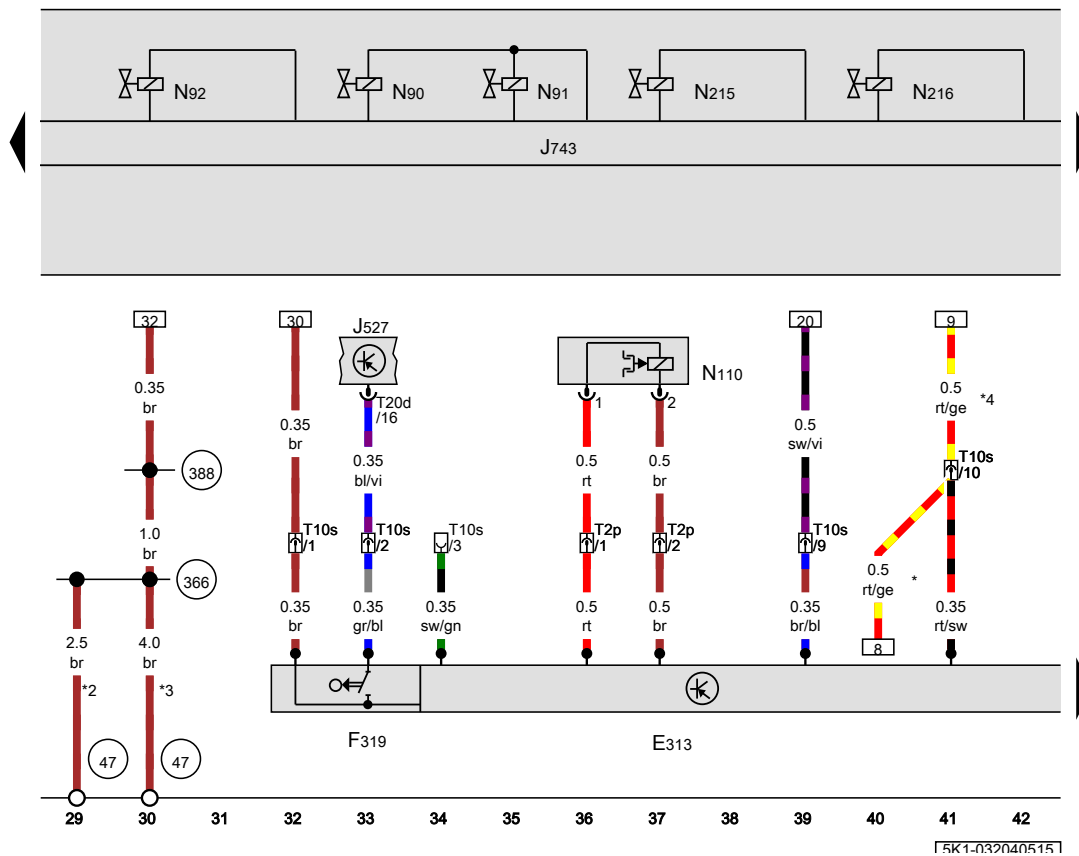 N92 N90 N91 N215 N216
J743
32 30 J527 20 9
N110
0.35 br
T20d /16
1 2
0.5 rt/ge *4
0.35 br
0.35 bl/vi
0.5 rt
0.5 br
0.5 sw/vi
T10s /10
388
1.0 br
T10s /1
T10s /2
T10s /3
T2p /1
T2p /2
T10s /9
366
0.5 rt/ge *
2.5 br *2
4.0 br *3
0.35 br
0.35 gr/bl
0.35 sw/gn
0.5 rt
0.5 br
0.35 br/bl
8
0.35 rt/sw
F319 E313
47 47
29 30 31 32 33 34 35 36 37 38 39 40 41 42
5K1-032040515